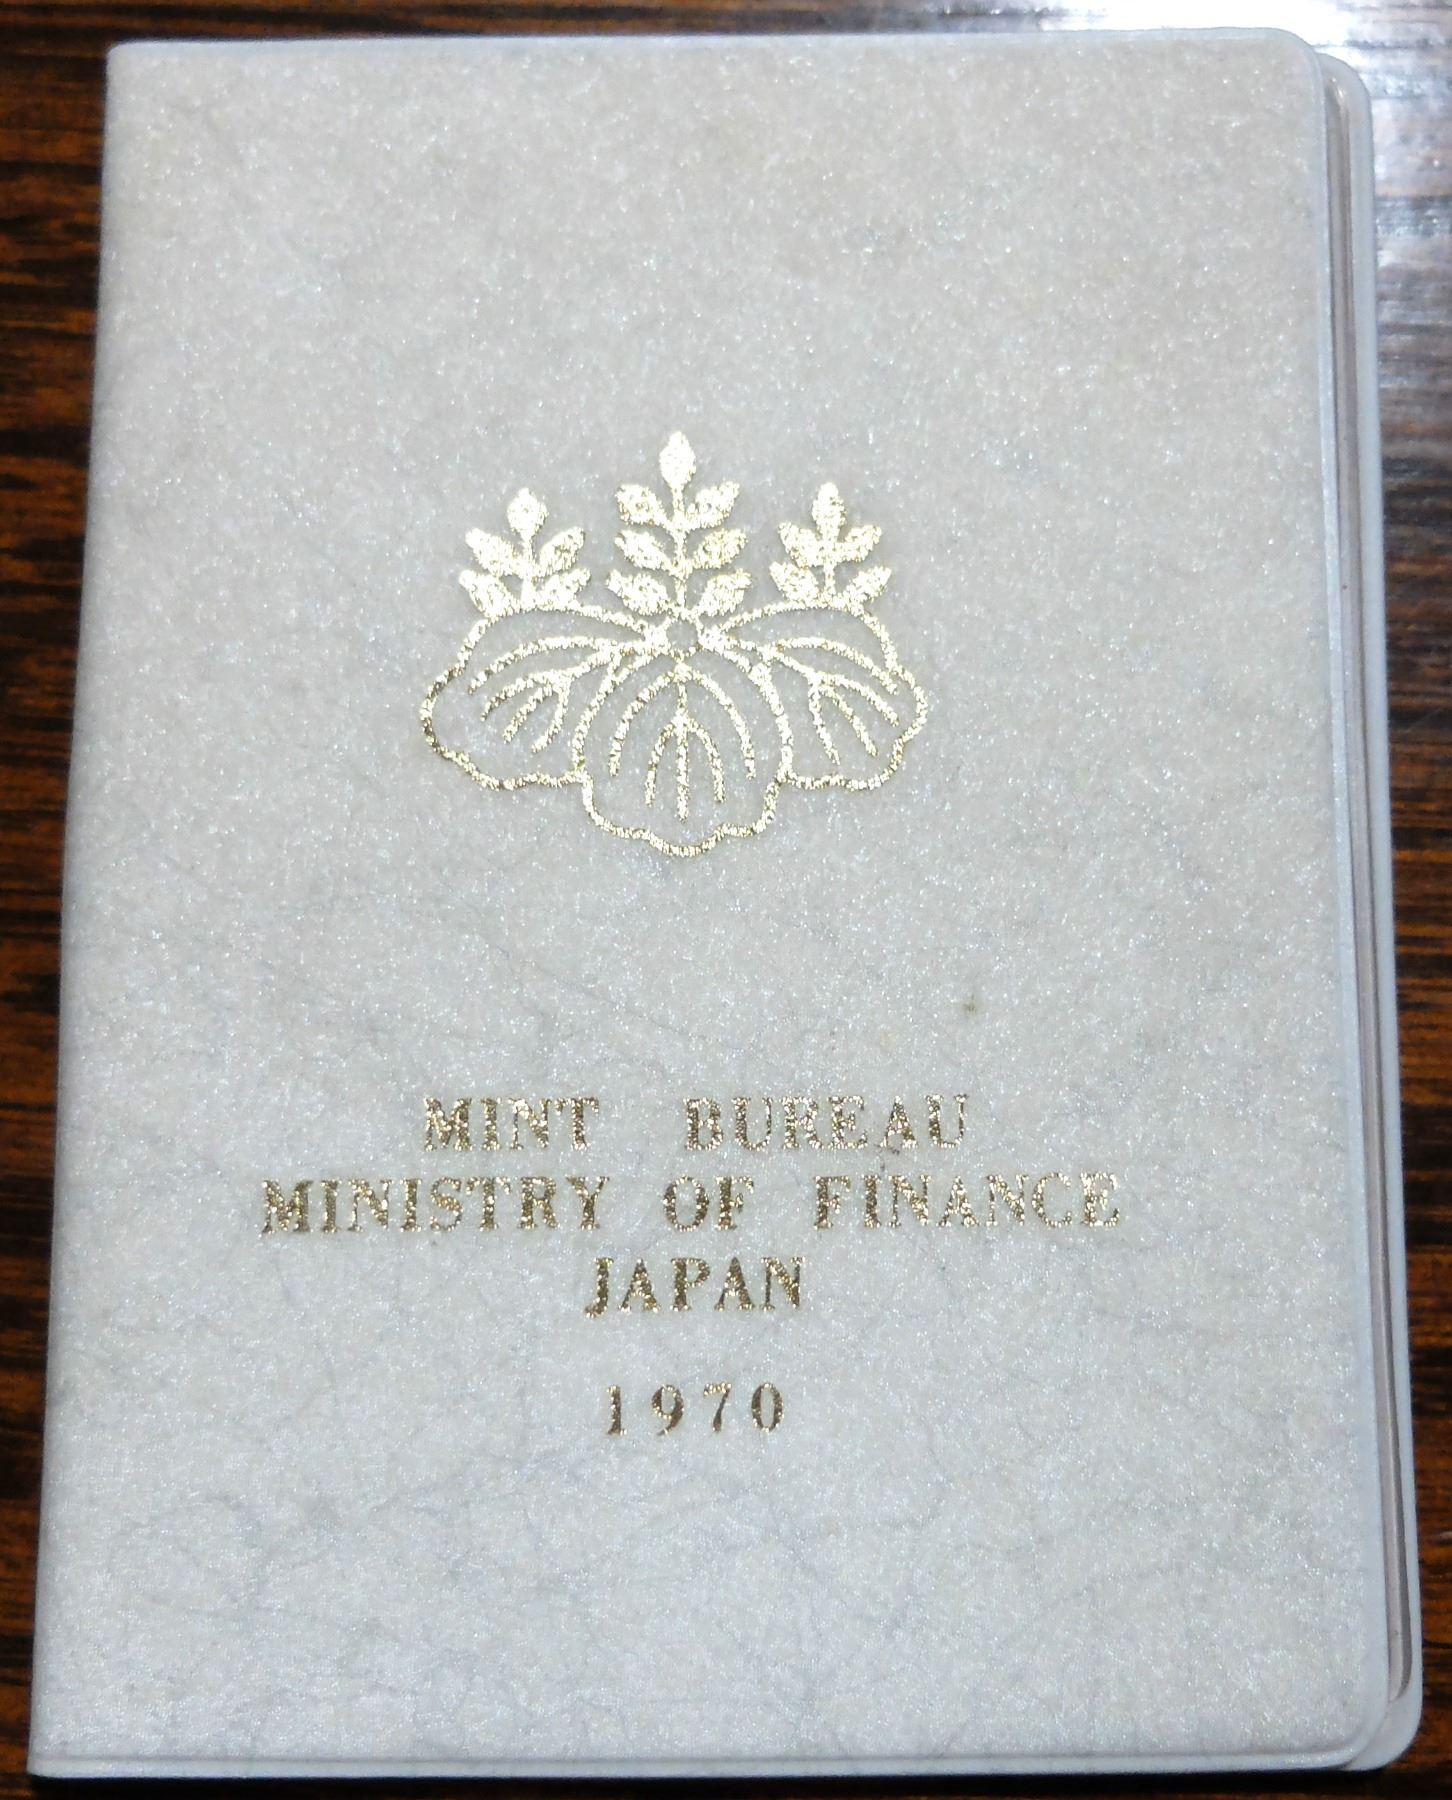 MINT BUREAU
MINISTRY OF FINANCE
JAPAN
1970